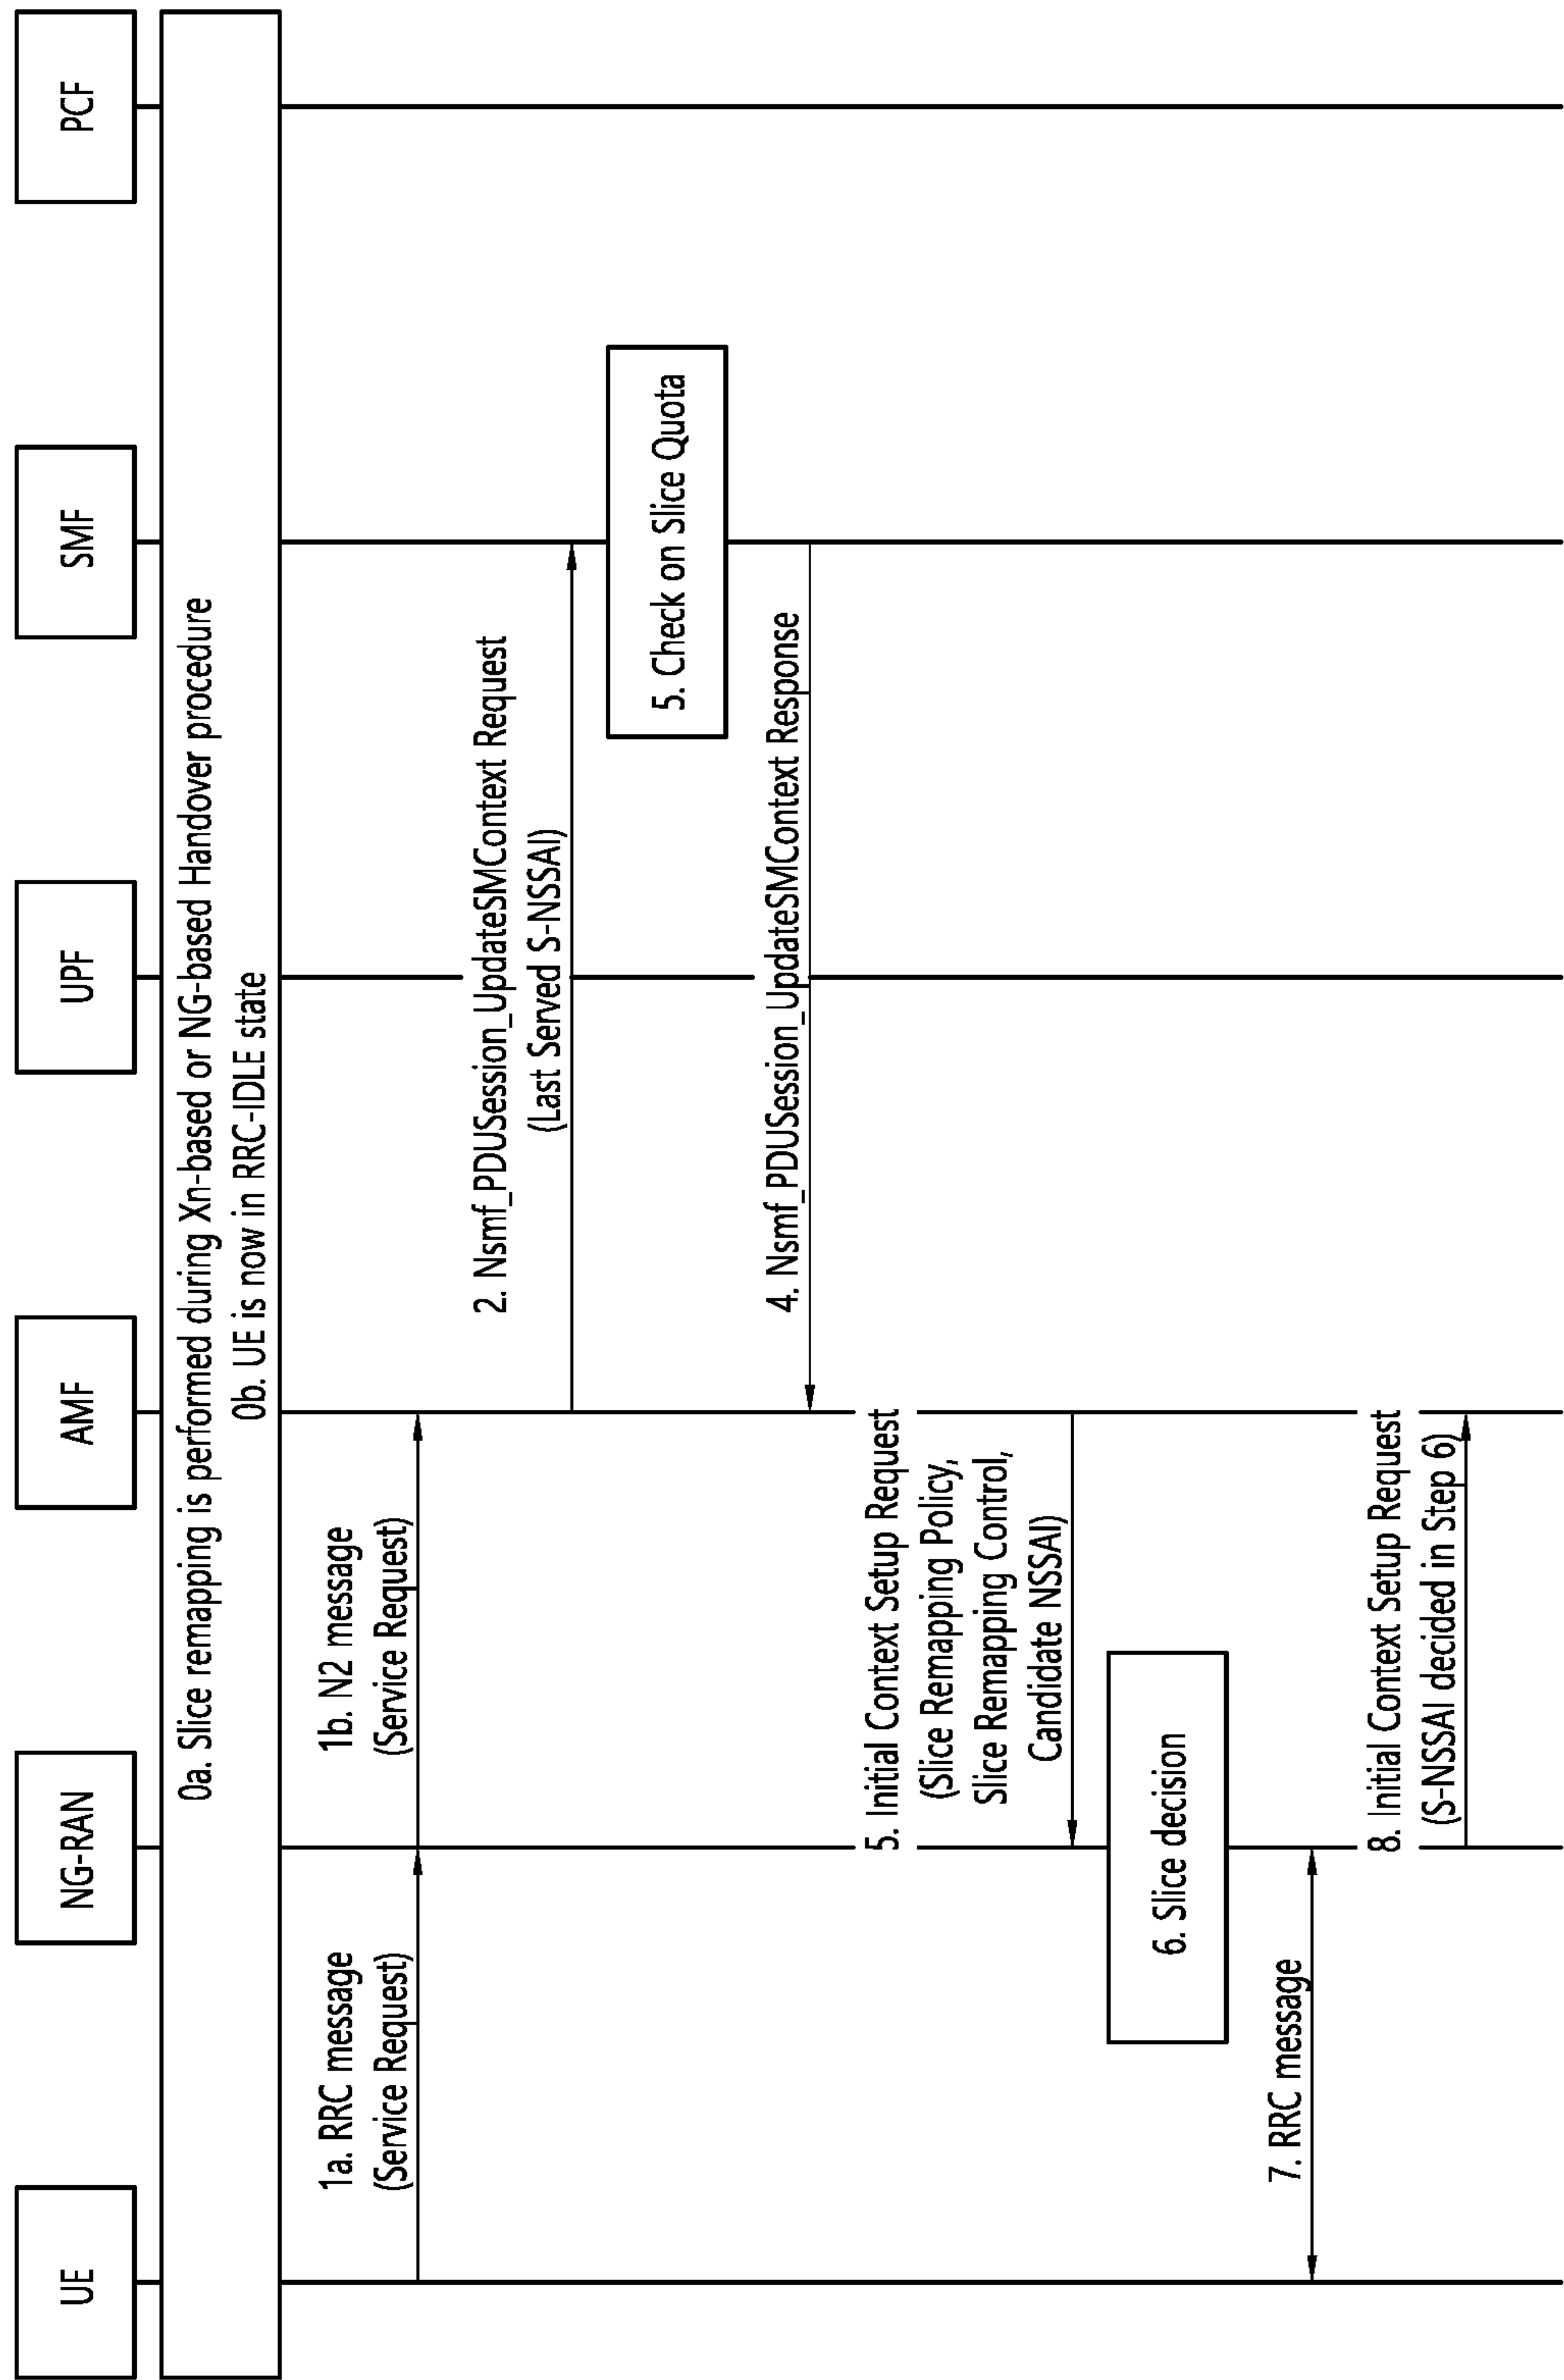 UE
NG-RAN
AMF
UPF
SMF
PCF
0a. Slice remapping is performed during Xn-based or NG-based Handover procedure
0b. UE is now in RRC-IDLE state
1a. RRC message
(Service Request)
1b. N2 message
(Service Request)
2. Nsmf_PDUSession_UpdateSMContext Request
(Last Served S-NSSAI)
5. Check on Slice Quota
4. Nsmf_PDUSession_UpdateSMContext Response
5. Initial Context Setup Request
(Slice Remapping Policy,
Slice Remapping Control,
Candidate NSSAI)
6. Slice decision
7. RRC message
8. Initial Context Setup Request
(S-NSSAI decided in Step 6)